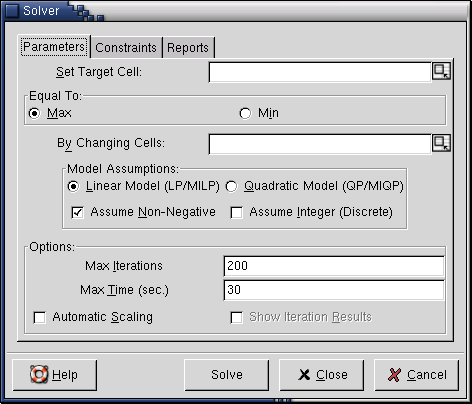 Solver
Parameters Constraints Reports
Set Target Cell:
Equal To:
Max Min
By Changing Cells:
Model Assumptions:
Linear Model (LP/MILP) Quadratic Model (QP/MIQP)
Assume Non-Negative Assume Integer (Discrete)
Options:
Max Iterations 200
Max Time (sec.) 30
Automatic Scaling Show Iteration Results
Help Solve Close Cancel